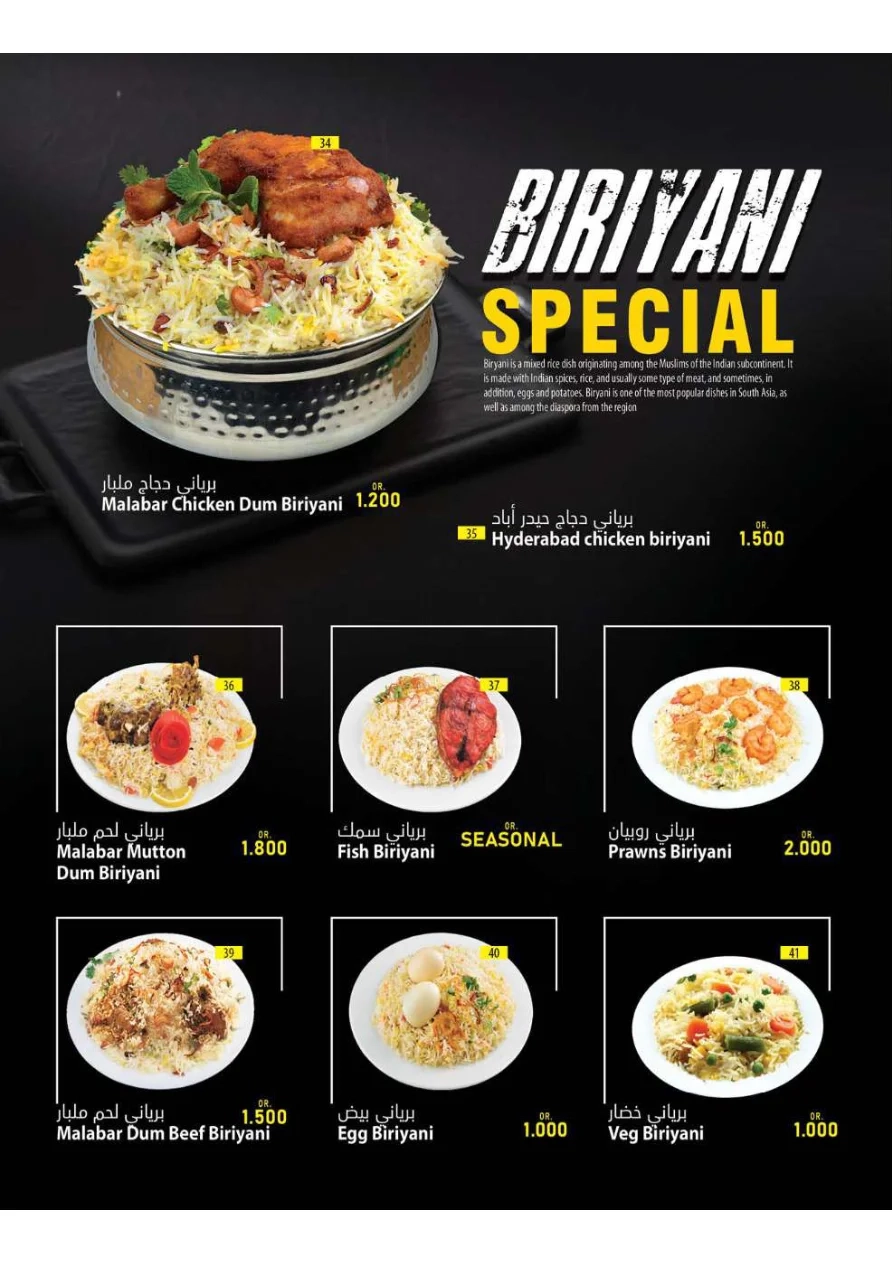 34
BIRIYANI
SPECIAL
Biryani is a mixed rice dish originating among the Muslims of the Indian subcontinent. It
is made with Indian spices, rice, and usually some type of meat, and sometimes, in
addition, eggs and potatoes. Biryani is one of the most popular dishes in South Asia, as
well as among the diaspora from the region
برياني حجاج ملبار
Malabar Chicken Dum Biriyani
OR.
1.200
35
برياني دجاج حيدر أباد
Hyderabad chicken biriyani
OR.
1.500
36
برياني لحم ملبار
Malabar Mutton
Dum Biriyani
OR.
1.800
37
برياني سمك
Fish Biriyani
OR.
SEASONAL
38
برياني روبيان
Prawns Biriyani
OR.
2.000
39
برياني لحم ملبار
Malabar Dum Beef Biriyani
OR.
1.500
40
برياني بيض
Egg Biriyani
OR.
1.000
41
برياني خضار
Veg Biriyani
OR.
1.000